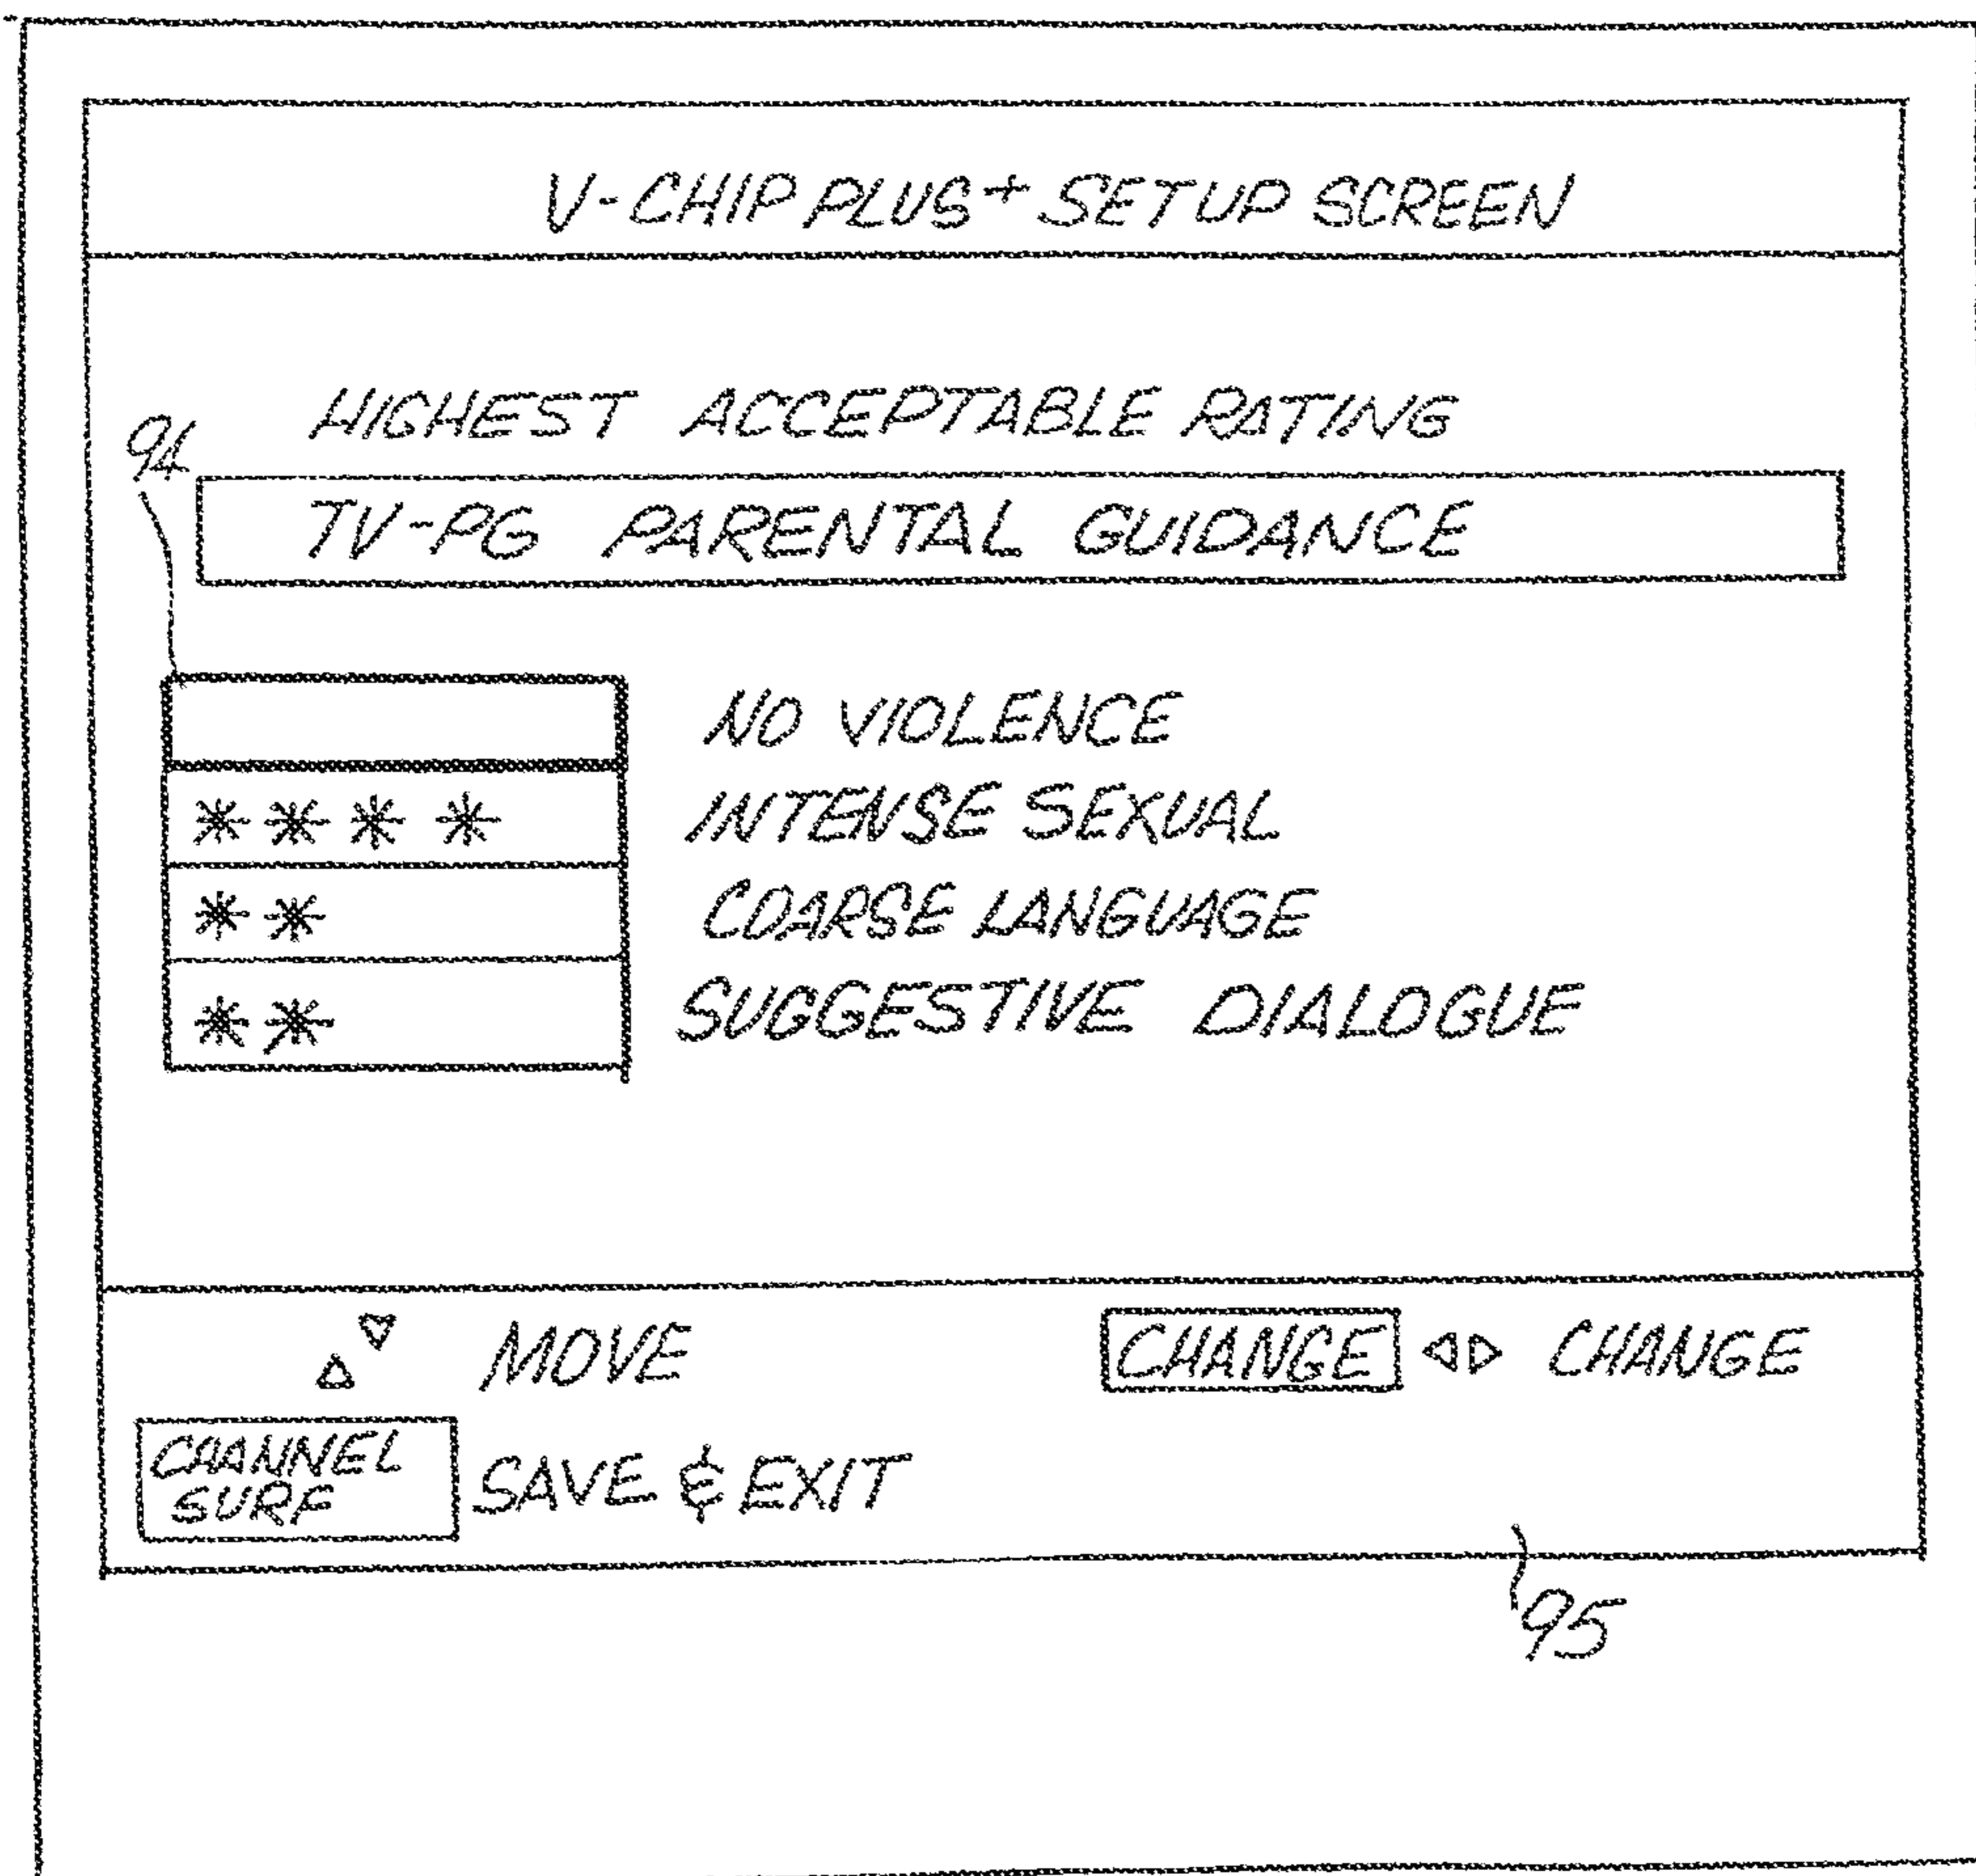 V-CHIP PLUS+ SETUP SCREEN
HIGHEST ACCEPTABLE RATING
94
TV-PG PARENTAL GUIDANCE
NO VIOLENCE
**** INTENSE SEXUAL
** COARSE LANGUAGE
** SUGGESTIVE DIALOGUE
MOVE CHANGE CHANGE
CHANNEL
SURF
SAVE & EXIT
95